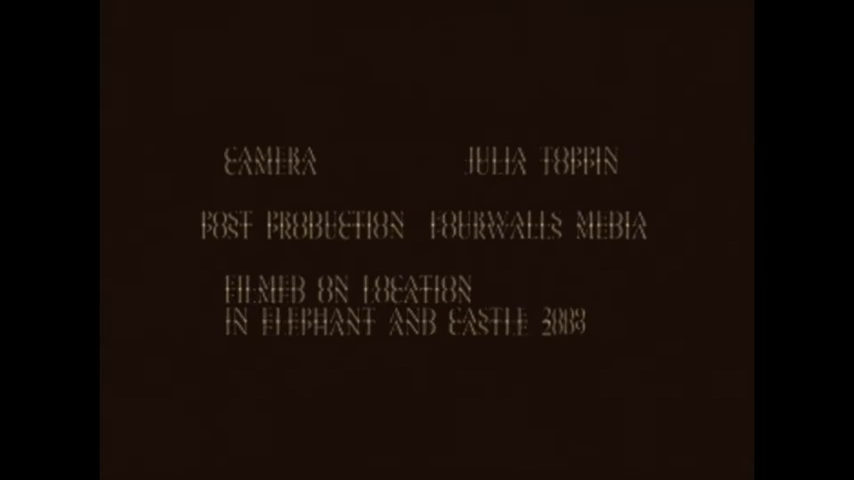 CAMERA JULIA TOPPIN
POST PRODUCTION FOURWALLS MEDIA
FILMED ON LOCATION
IN ELEPHANT AND CASTLE 2009